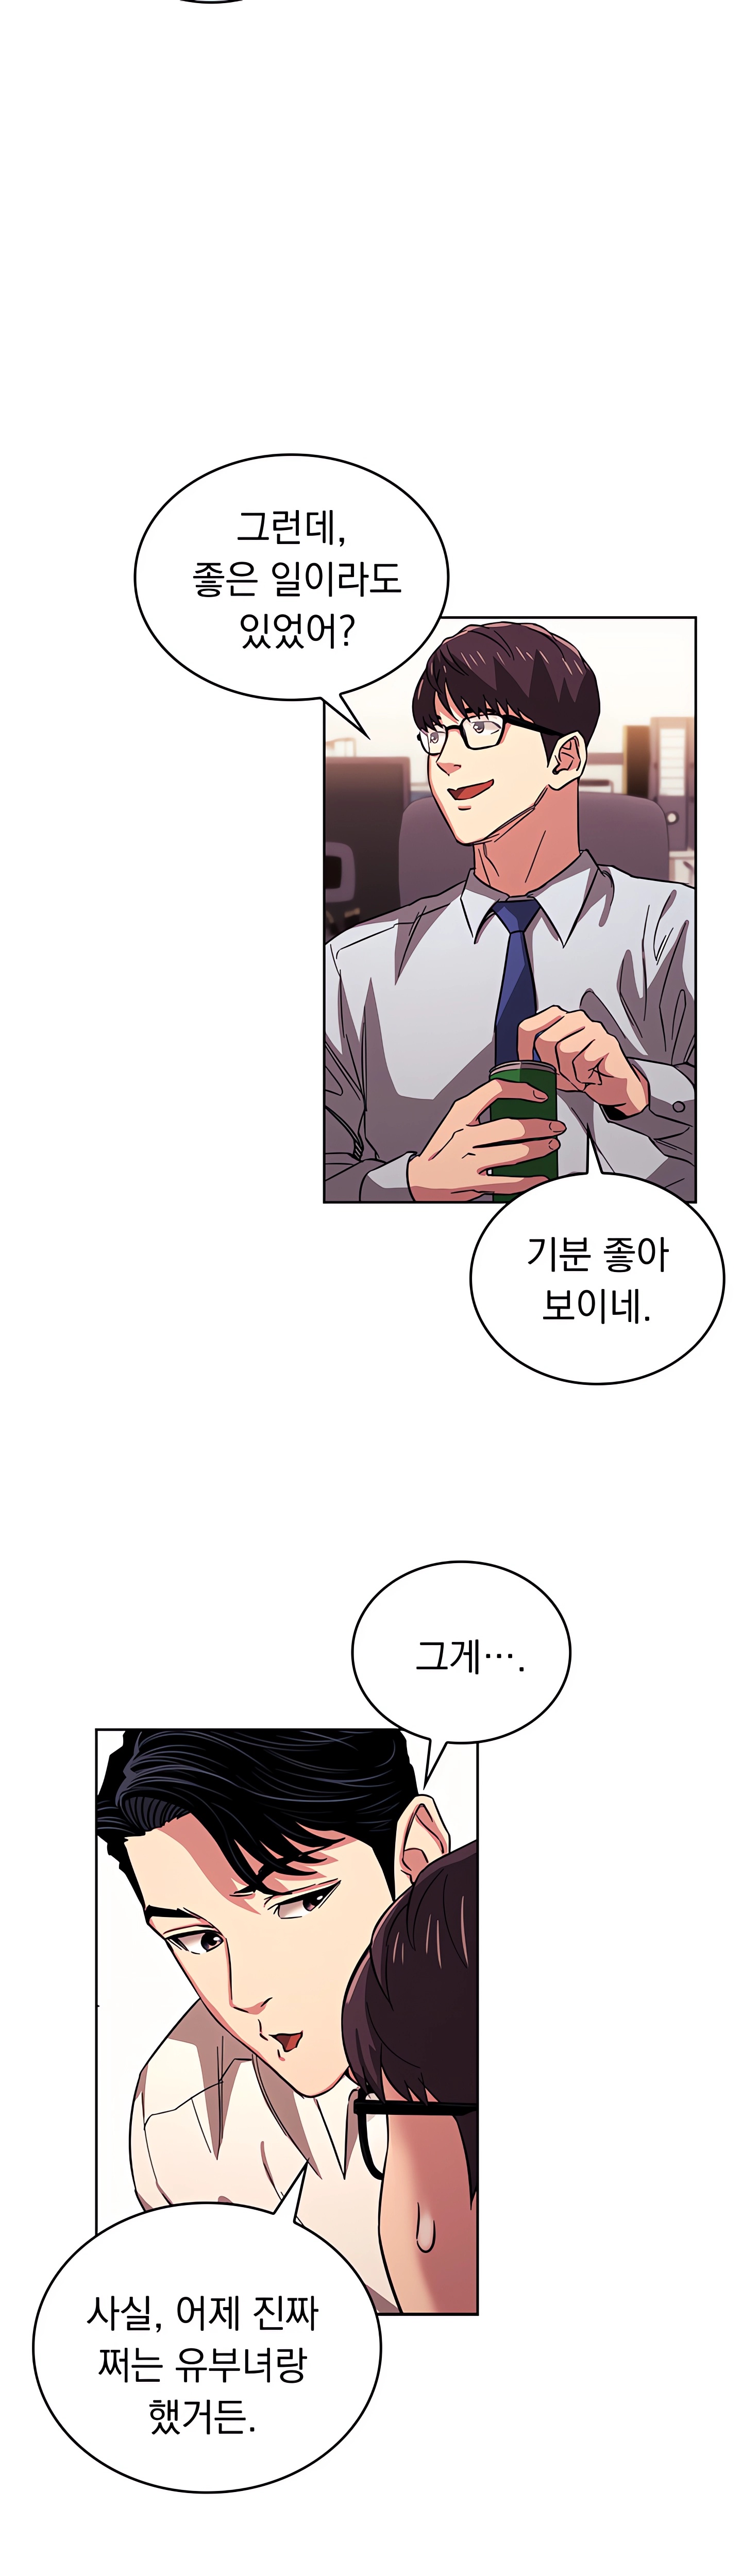 그런데,
좋은 일이라도
있었어?
기분 좋아
보이네.
그게….
사실, 어제 진짜
쩌는 유부녀랑
했거든.